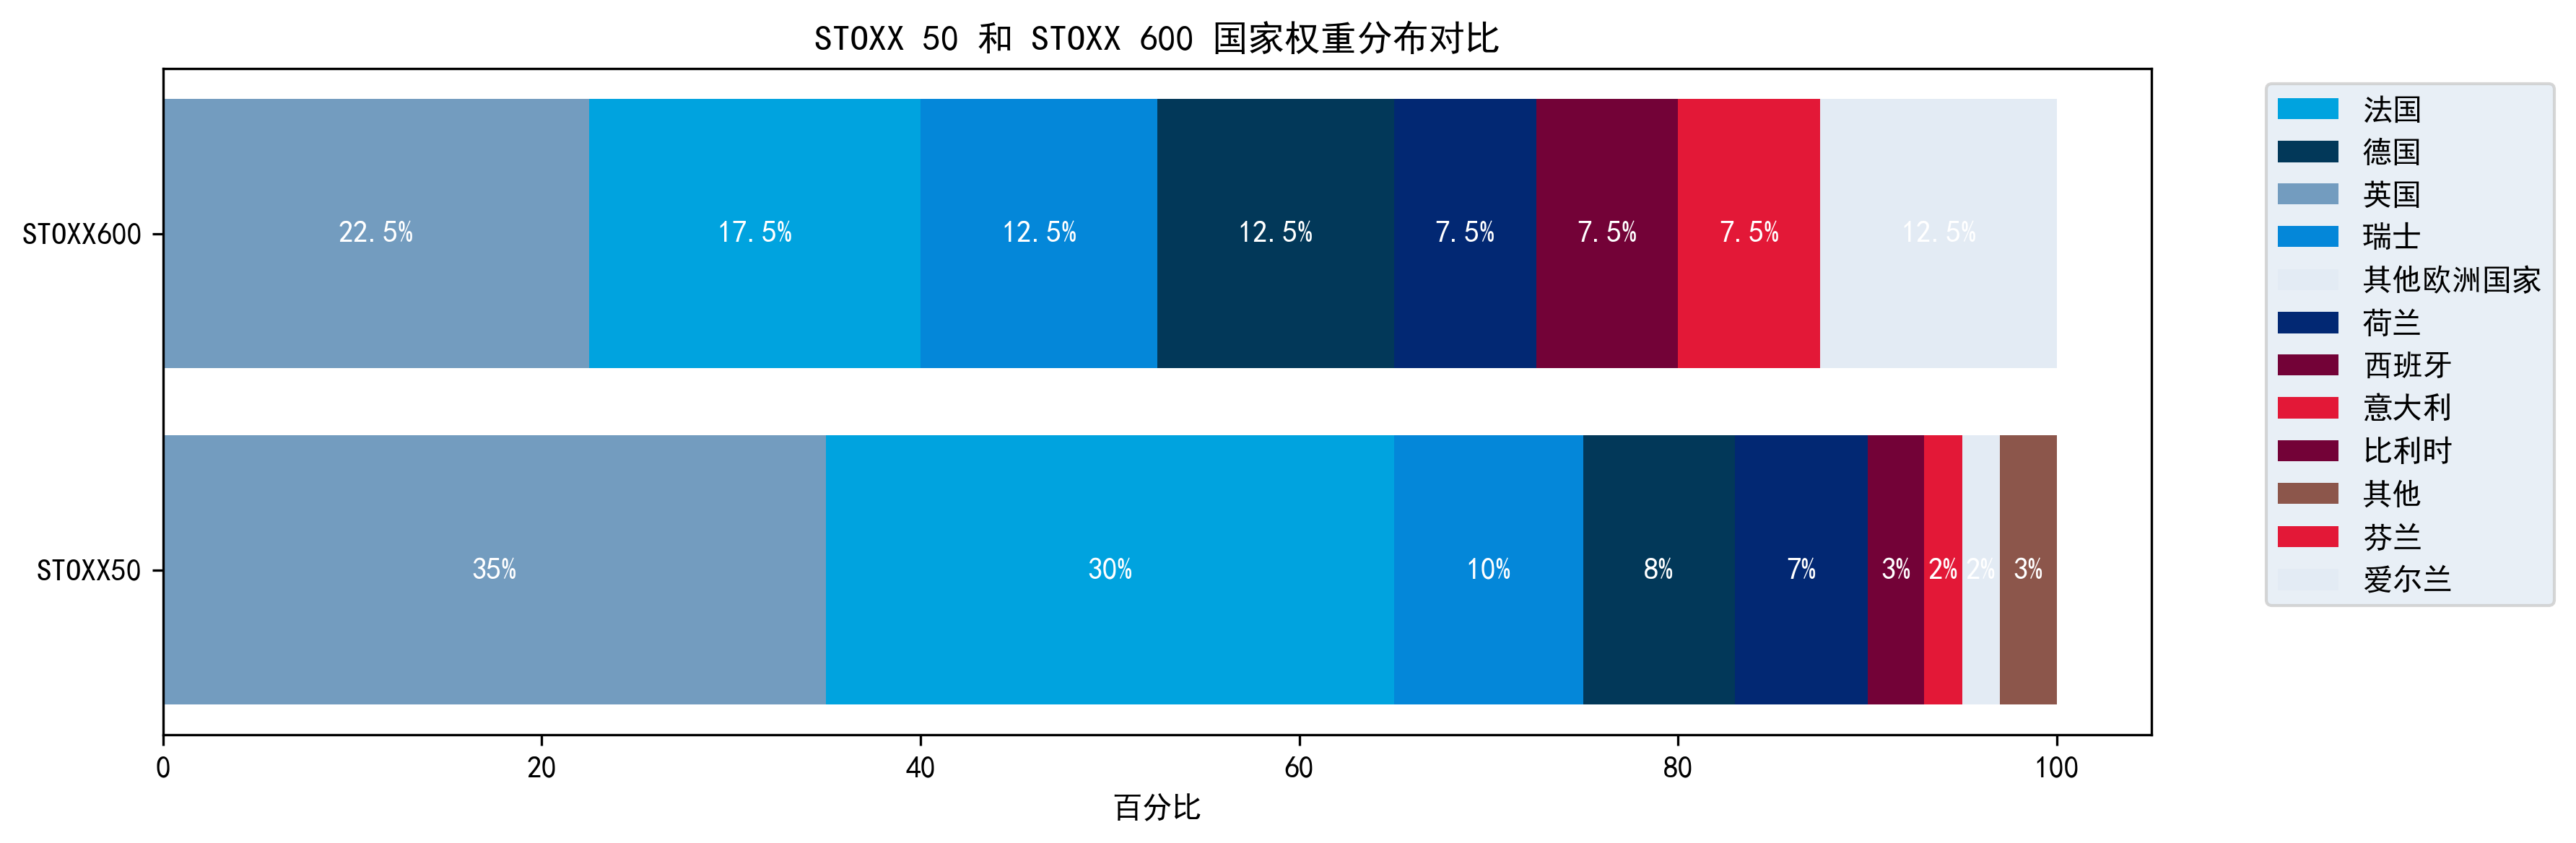 STOXX 50 和 STOXX 600 国家权重分布对比
STOXX600
22.5%
17.5%
12.5%
12.5%
7.5%
7.5%
7.5%
12.5%
STOXX50
35%
30%
10%
8%
7%
3%
2%
2%
3%
0
20
40
60
80
100
百分比
法国
德国
英国
瑞士
其他欧洲国家
荷兰
西班牙
意大利
比利时
其他
芬兰
爱尔兰